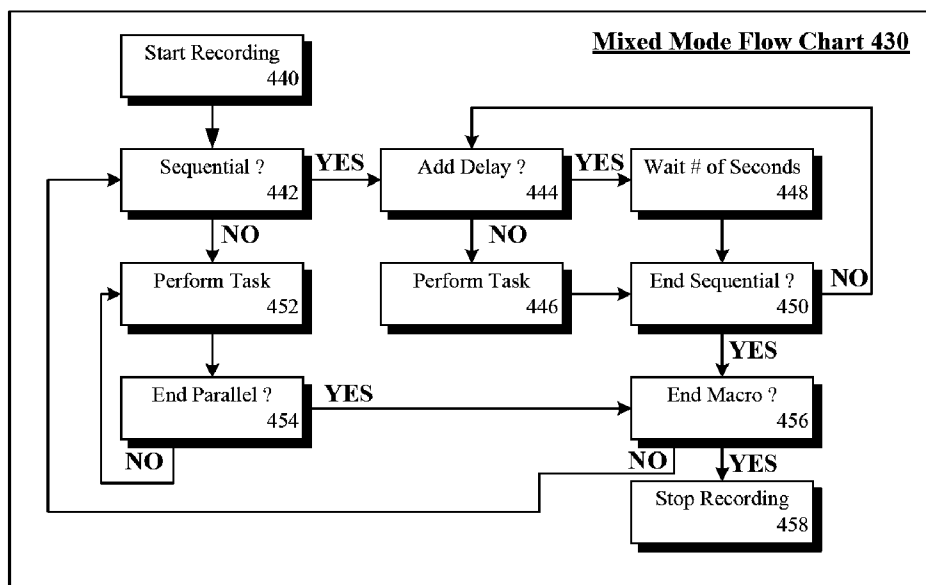 Mixed Mode Flow Chart 430
Start Recording
440
Sequential ?
442
YES
Add Delay ?
444
YES
Wait # of Seconds
448
NO
NO
Perform Task
452
Perform Task
446
End Sequential ?
450
NO
YES
End Parallel ?
454
YES
End Macro ?
456
NO
NO
YES
Stop Recording
458